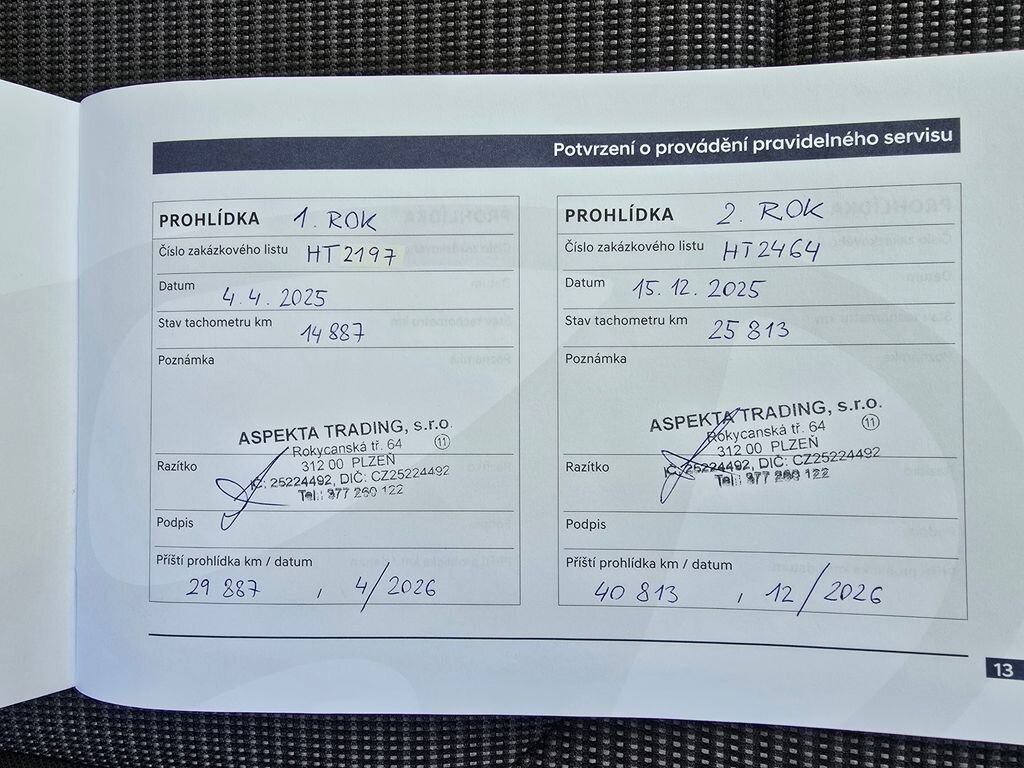 Potvrzení o provádění pravidelného servisu
PROHLÍDKA 1. ROK
Číslo zakázkového listu HT2197
Datum 4.4.2025
Stav tachometru km 14 887
Poznámka
ASPEKTA TRADING, s.r.o.
Rokycanská tř. 64
312 00 PLZEŇ 11
Razítko
IČ: 25224492, DIČ: CZ25224492
Tel.: 377 260 122
Podpis
Příští prohlídka km / datum
29 887 , 4/2026
PROHLÍDKA 2. ROK
Číslo zakázkového listu HT2464
Datum 15.12.2025
Stav tachometru km 25 813
Poznámka
ASPEKTA TRADING, s.r.o.
Rokycanská tř. 64 11
312 00 PLZEŇ
Razítko
IČ: 25224492, DIČ: CZ25224492
Tel.: 377 260 122
Podpis
Příští prohlídka km / datum
40 813 , 12/2026
13